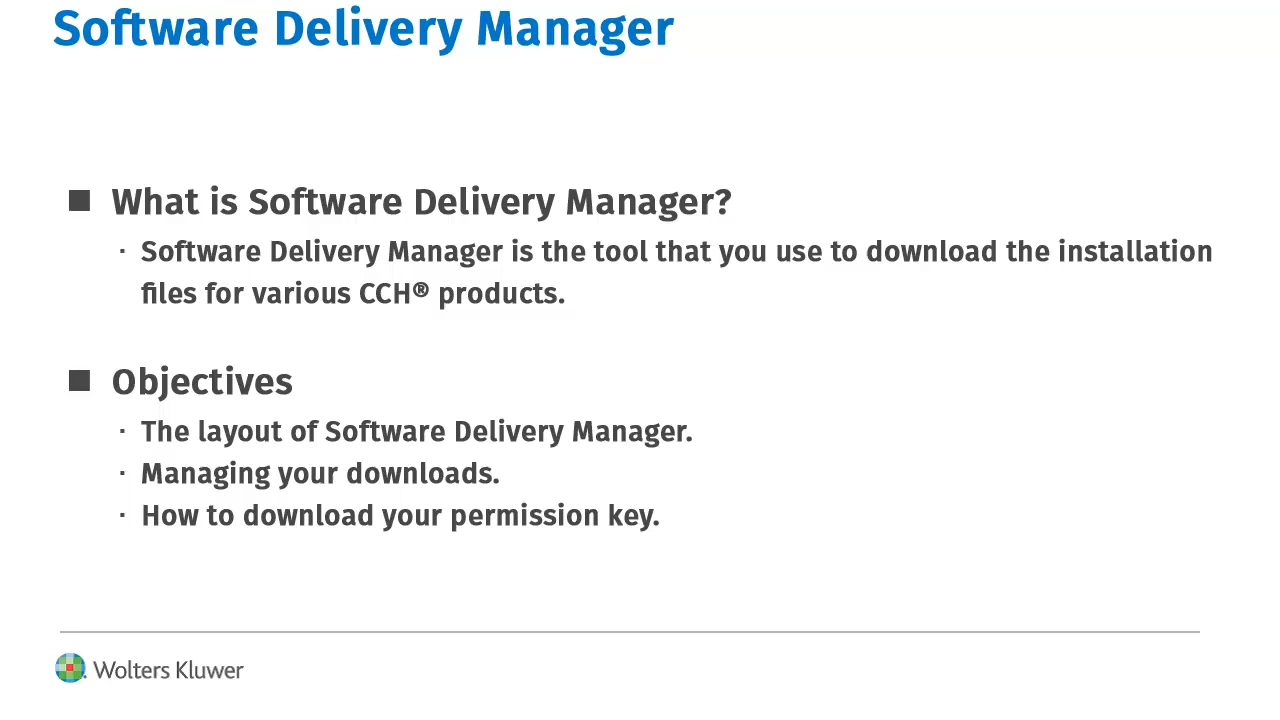 Software Delivery Manager
■ What is Software Delivery Manager?
· Software Delivery Manager is the tool that you use to download the installation
files for various CCH® products.
■ Objectives
· The layout of Software Delivery Manager.
· Managing your downloads.
· How to download your permission key.
Wolters Kluwer